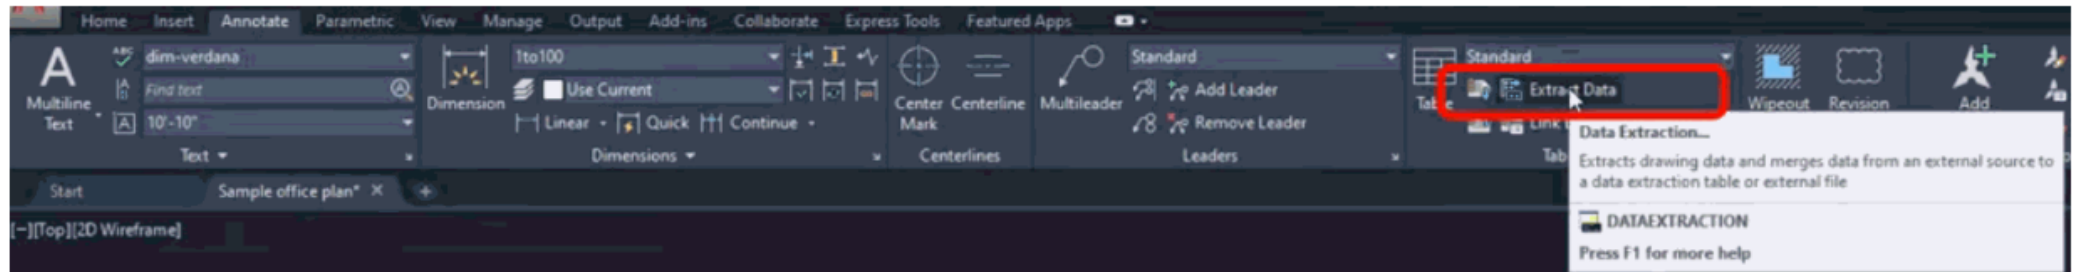 Home Insert Annotate Parametric View Manage Output Add-ins Collaborate Express Tools Featured Apps
A
Multiline
Text
ABC dim-verdana
Find text
10'-10"
Text
Dimension
1to100
Use Current
Linear Quick Continue
Dimensions
Center
Mark
Centerline
Centerlines
Multileader
Standard
Add Leader
Remove Leader
Leaders
Table
Standard
Extract Data
Link
Tab
Wipeout
Revision
Add
Data Extraction...
Extracts drawing data and merges data from an external source to
a data extraction table or external file
DATAEXTRACTION
Press F1 for more help
Start
Sample office plan* × +
[−][Top][2D Wireframe]